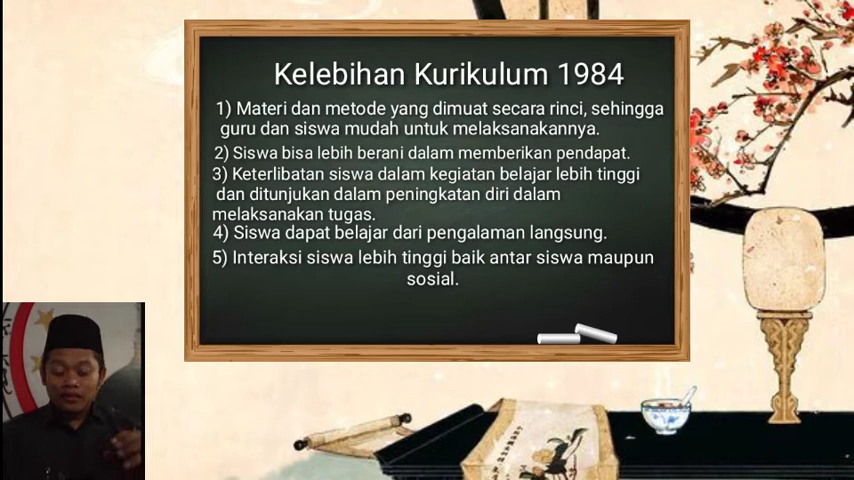 Kelebihan Kurikulum 1984
1) Materi dan metode yang dimuat secara rinci, sehingga
guru dan siswa mudah untuk melaksanakannya.
2) Siswa bisa lebih berani dalam memberikan pendapat.
3) Keterlibatan siswa dalam kegiatan belajar lebih tinggi
dan ditunjukan dalam peningkatan diri dalam
melaksanakan tugas.
4) Siswa dapat belajar dari pengalaman langsung.
5) Interaksi siswa lebih tinggi baik antar siswa maupun
sosial.